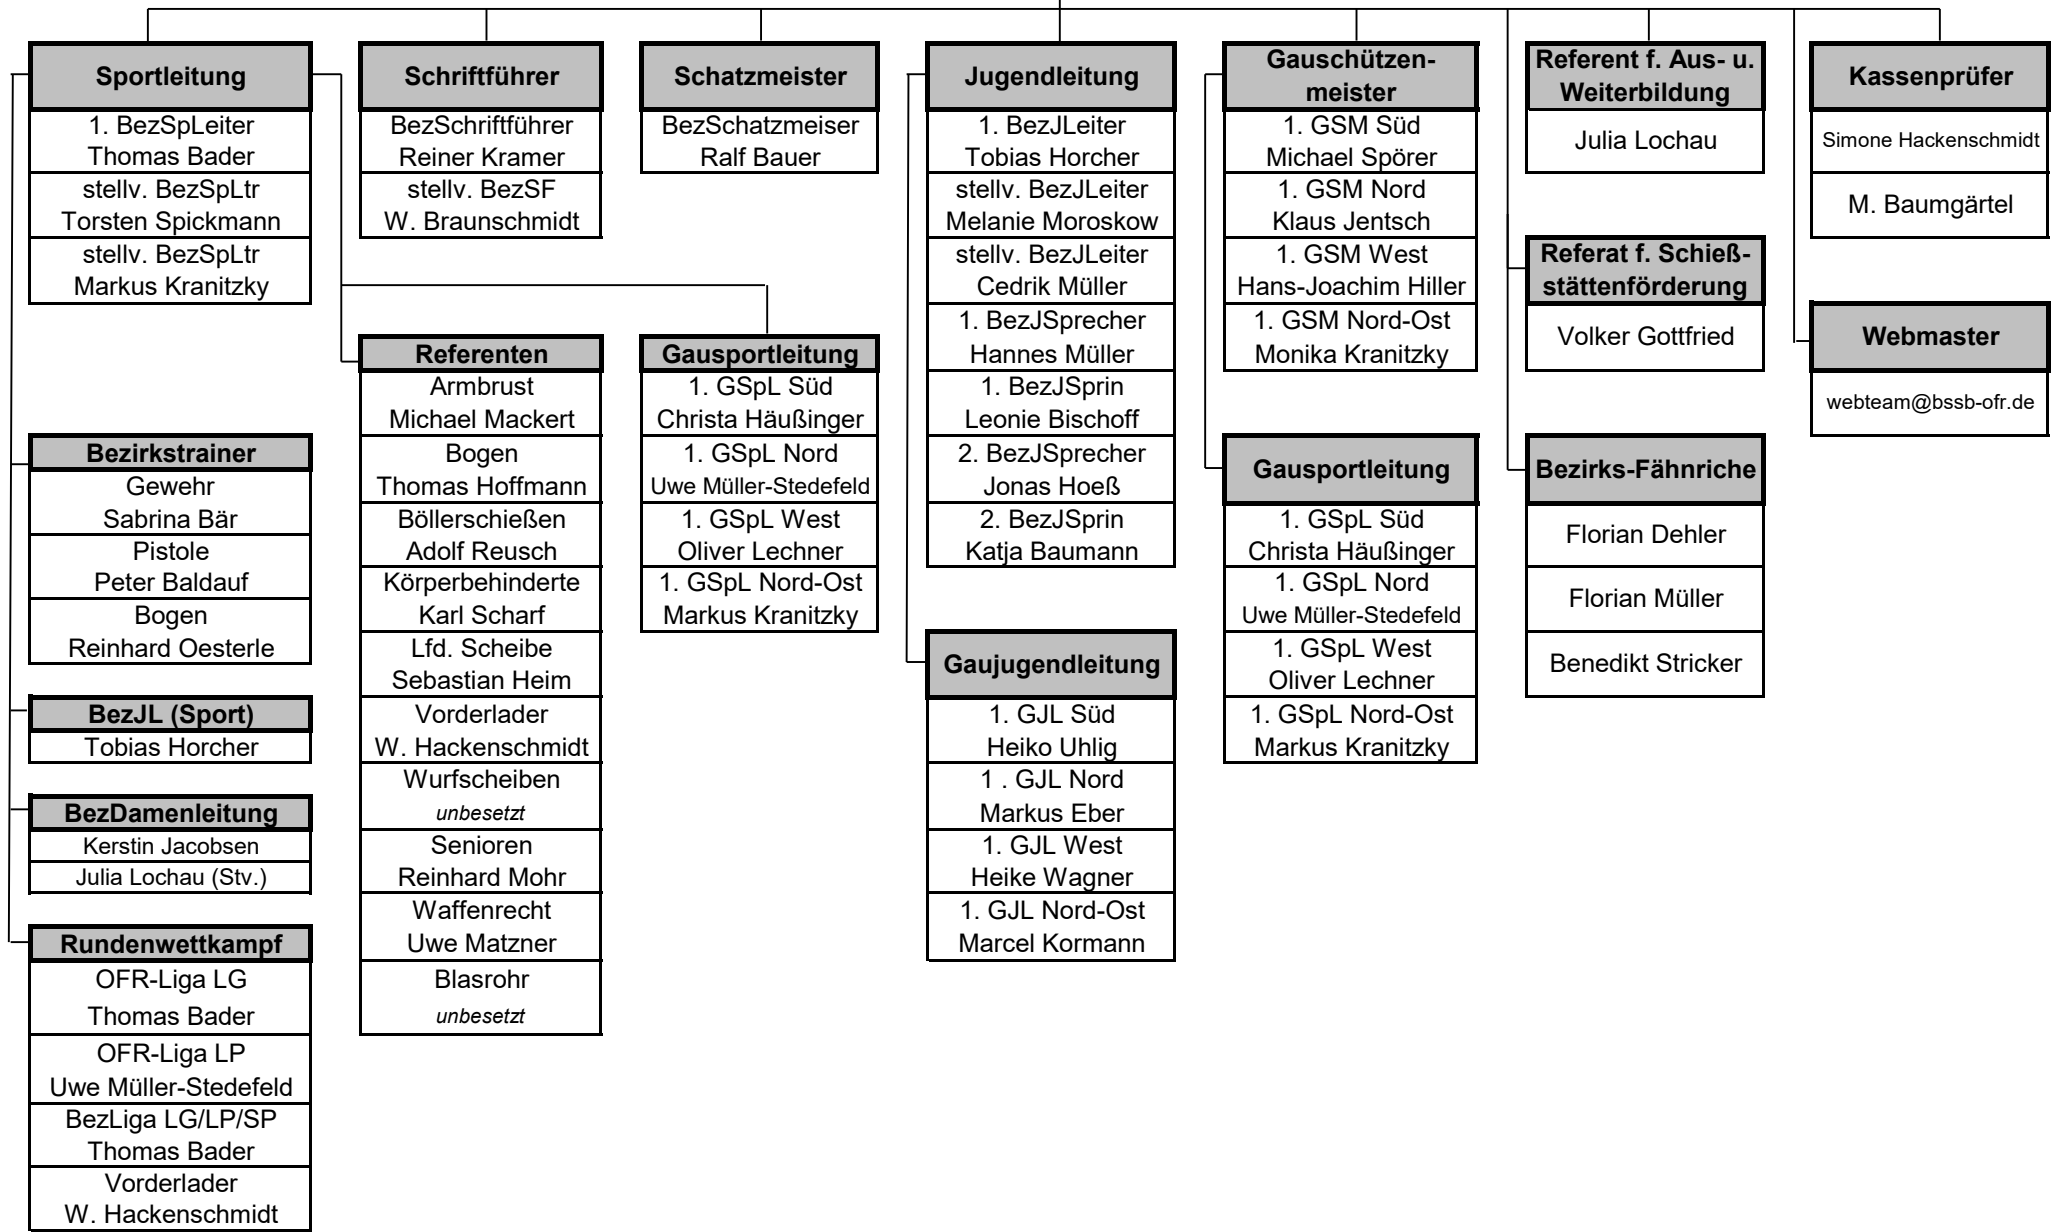 Sportleitung
1. BezSpLeiter
Thomas Bader
stellv. BezSpLtr
Torsten Spickmann
stellv. BezSpLtr
Markus Kranitzky
Bezirkstrainer
Gewehr
Sabrina Bär
Pistole
Peter Baldauf
Bogen
Reinhard Oesterle
BezJL (Sport)
Tobias Horcher
BezDamenleitung
Kerstin Jacobsen
Julia Lochau (Stv.)
Rundenwettkampf
OFR-Liga LG
Thomas Bader
OFR-Liga LP
Uwe Müller-Stedefeld
BezLiga LG/LP/SP
Thomas Bader
Vorderlader
W. Hackenschmidt
Schriftführer
BezSchriftführer
Reiner Kramer
stellv. BezSF
W. Braunschmidt
Referenten
Armbrust
Michael Mackert
Bogen
Thomas Hoffmann
Böllerschießen
Adolf Reusch
Körperbehinderte
Karl Scharf
Lfd. Scheibe
Sebastian Heim
Vorderlader
W. Hackenschmidt
Wurfscheiben
unbesetzt
Senioren
Reinhard Mohr
Waffenrecht
Uwe Matzner
Blasrohr
unbesetzt
Schatzmeister
BezSchatzmeiser
Ralf Bauer
Gausportleitung
1. GSpL Süd
Christa Häußinger
1. GSpL Nord
Uwe Müller-Stedefeld
1. GSpL West
Oliver Lechner
1. GSpL Nord-Ost
Markus Kranitzky
Jugendleitung
1. BezJLeiter
Tobias Horcher
stellv. BezJLeiter
Melanie Moroskow
stellv. BezJLeiter
Cedrik Müller
1. BezJSprecher
Hannes Müller
1. BezJSprin
Leonie Bischoff
2. BezJSprecher
Jonas Hoeß
2. BezJSprin
Katja Baumann
Gaujugendleitung
1. GJL Süd
Heiko Uhlig
1 . GJL Nord
Markus Eber
1. GJL West
Heike Wagner
1. GJL Nord-Ost
Marcel Kormann
Gauschützen-
meister
1. GSM Süd
Michael Spörer
1. GSM Nord
Klaus Jentsch
1. GSM West
Hans-Joachim Hiller
1. GSM Nord-Ost
Monika Kranitzky
Gausportleitung
1. GSpL Süd
Christa Häußinger
1. GSpL Nord
Uwe Müller-Stedefeld
1. GSpL West
Oliver Lechner
1. GSpL Nord-Ost
Markus Kranitzky
Referent f. Aus- u.
Weiterbildung
Julia Lochau
Referat f. Schieß-
stättenförderung
Volker Gottfried
Bezirks-Fähnriche
Florian Dehler
Florian Müller
Benedikt Stricker
Kassenprüfer
Simone Hackenschmidt
M. Baumgärtel
Webmaster
webteam@bssb-ofr.de